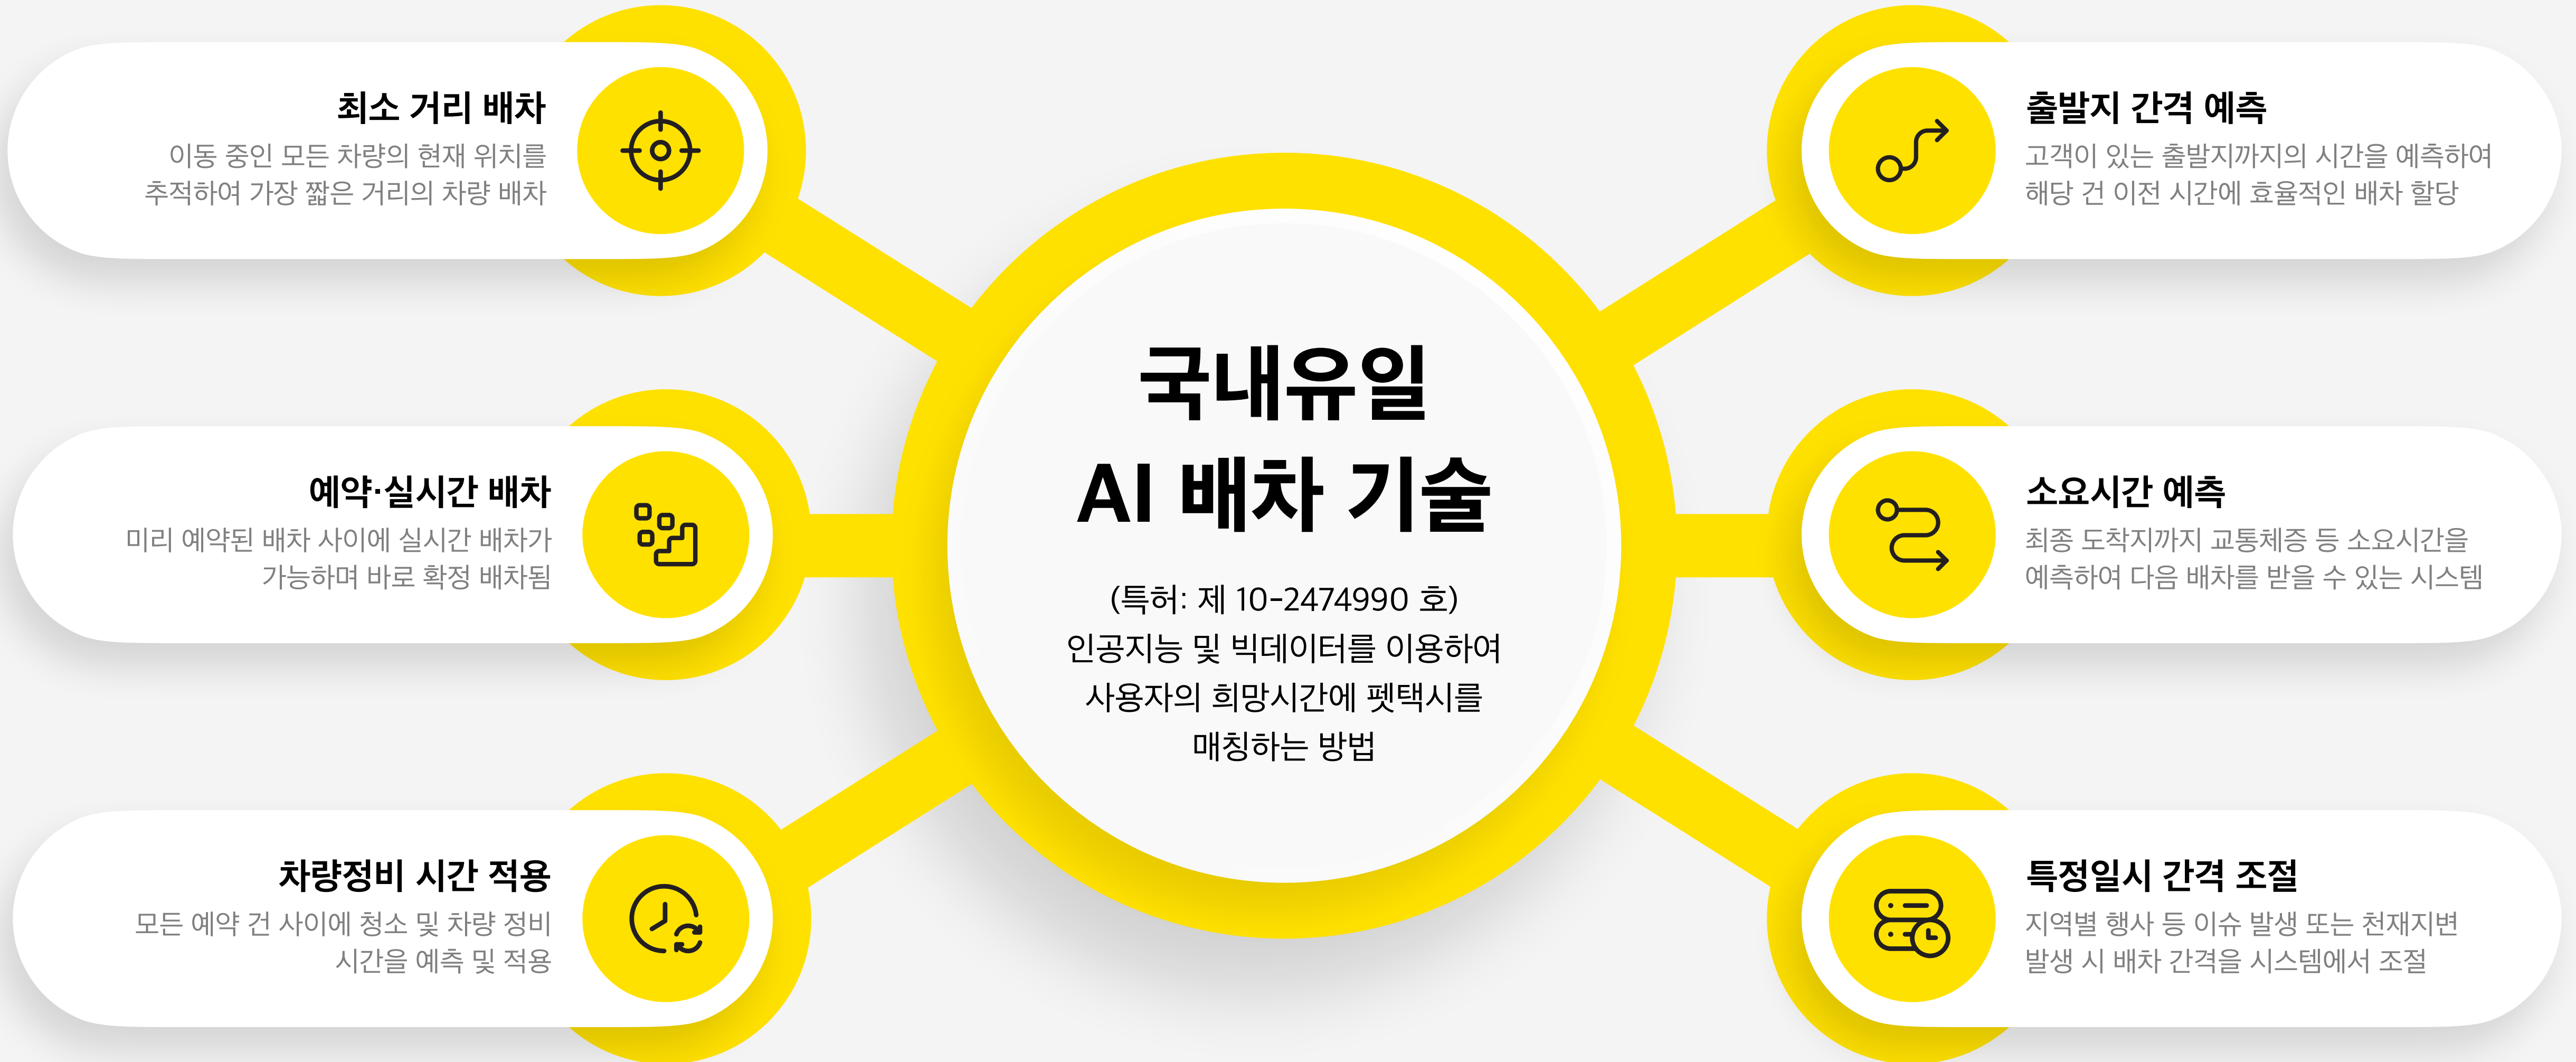 최소 거리 배차
이동 중인 모든 차량의 현재 위치를
추적하여 가장 짧은 거리의 차량 배차
예약·실시간 배차
미리 예약된 배차 사이에 실시간 배차가
가능하며 바로 확정 배차됨
차량정비 시간 적용
모든 예약 건 사이에 청소 및 차량 정비
시간을 예측 및 적용
국내유일
AI 배차 기술
(특허: 제 10-2474990 호)
인공지능 및 빅데이터를 이용하여
사용자의 희망시간에 펫택시를
매칭하는 방법
출발지 간격 예측
고객이 있는 출발지까지의 시간을 예측하여
해당 건 이전 시간에 효율적인 배차 할당
소요시간 예측
최종 도착지까지 교통체증 등 소요시간을
예측하여 다음 배차를 받을 수 있는 시스템
특정일시 간격 조절
지역별 행사 등 이슈 발생 또는 천재지변
발생 시 배차 간격을 시스템에서 조절